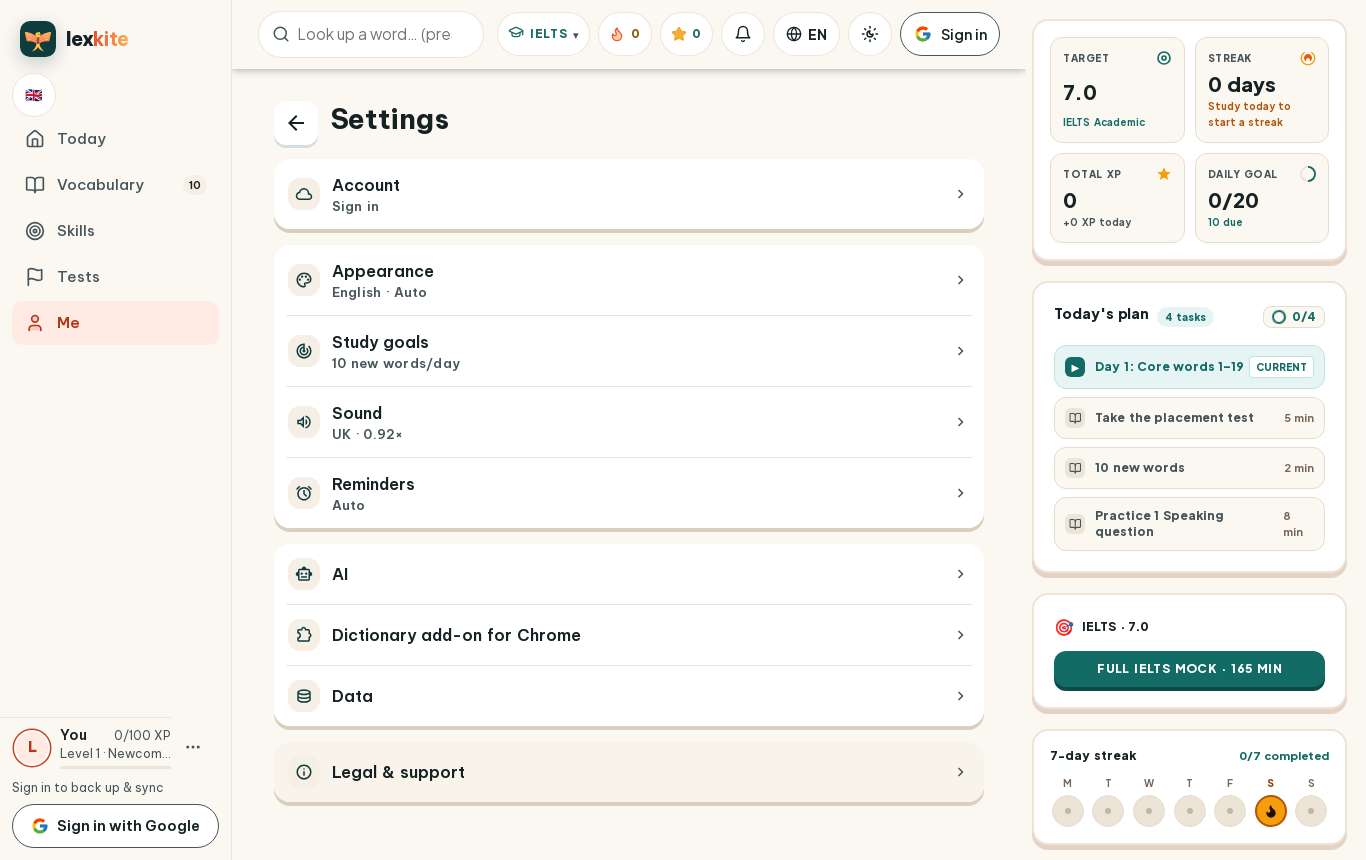 lexkite
Today
Vocabulary 10
Skills
Tests
Me
L
You 0/100 XP
Level 1 · Newcom...
Sign in to back up & sync
Sign in with Google
Look up a word... (pre
IELTS ▾
0
0
EN
Sign in
Settings
Account
Sign in
Appearance
English · Auto
Study goals
10 new words/day
Sound
UK · 0.92×
Reminders
Auto
AI
Dictionary add-on for Chrome
Data
Legal & support
TARGET
7.0
IELTS Academic
STREAK
0 days
Study today to
start a streak
TOTAL XP
0
+0 XP today
DAILY GOAL
0/20
10 due
Today's plan 4 tasks 0/4
Day 1: Core words 1–19 CURRENT
Take the placement test 5 min
10 new words 2 min
Practice 1 Speaking
question
8
min
IELTS · 7.0
FULL IELTS MOCK · 165 MIN
7-day streak 0/7 completed
M T W T F S S